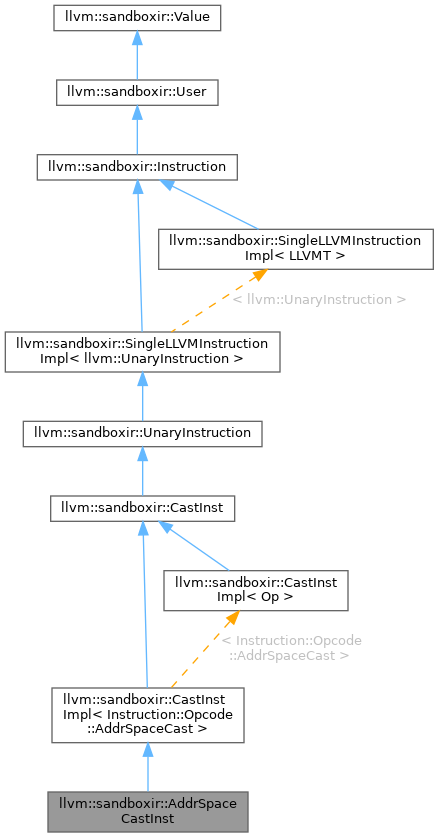 llvm::sandboxir::Value
llvm::sandboxir::User
llvm::sandboxir::Instruction
llvm::sandboxir::SingleLLVMInstruction
Impl< LLVMT >
< llvm::UnaryInstruction >
llvm::sandboxir::SingleLLVMInstruction
Impl< llvm::UnaryInstruction >
llvm::sandboxir::UnaryInstruction
llvm::sandboxir::CastInst
llvm::sandboxir::CastInst
Impl< Op >
< Instruction::Opcode
::AddrSpaceCast >
llvm::sandboxir::CastInst
Impl< Instruction::Opcode
::AddrSpaceCast >
llvm::sandboxir::AddrSpace
CastInst